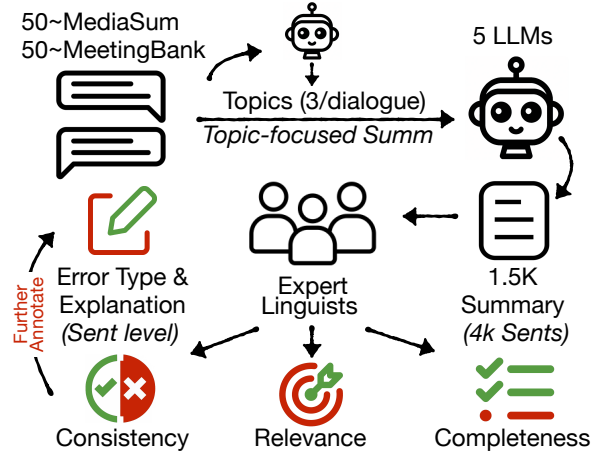 50~MediaSum
50~MeetingBank
5 LLMs
Topics (3/dialogue)
Topic-focused Summ
Further
Annotate
Error Type &
Explanation
(Sent level)
Expert
Linguists
1.5K
Summary
(4k Sents)
Consistency
Relevance
Completeness